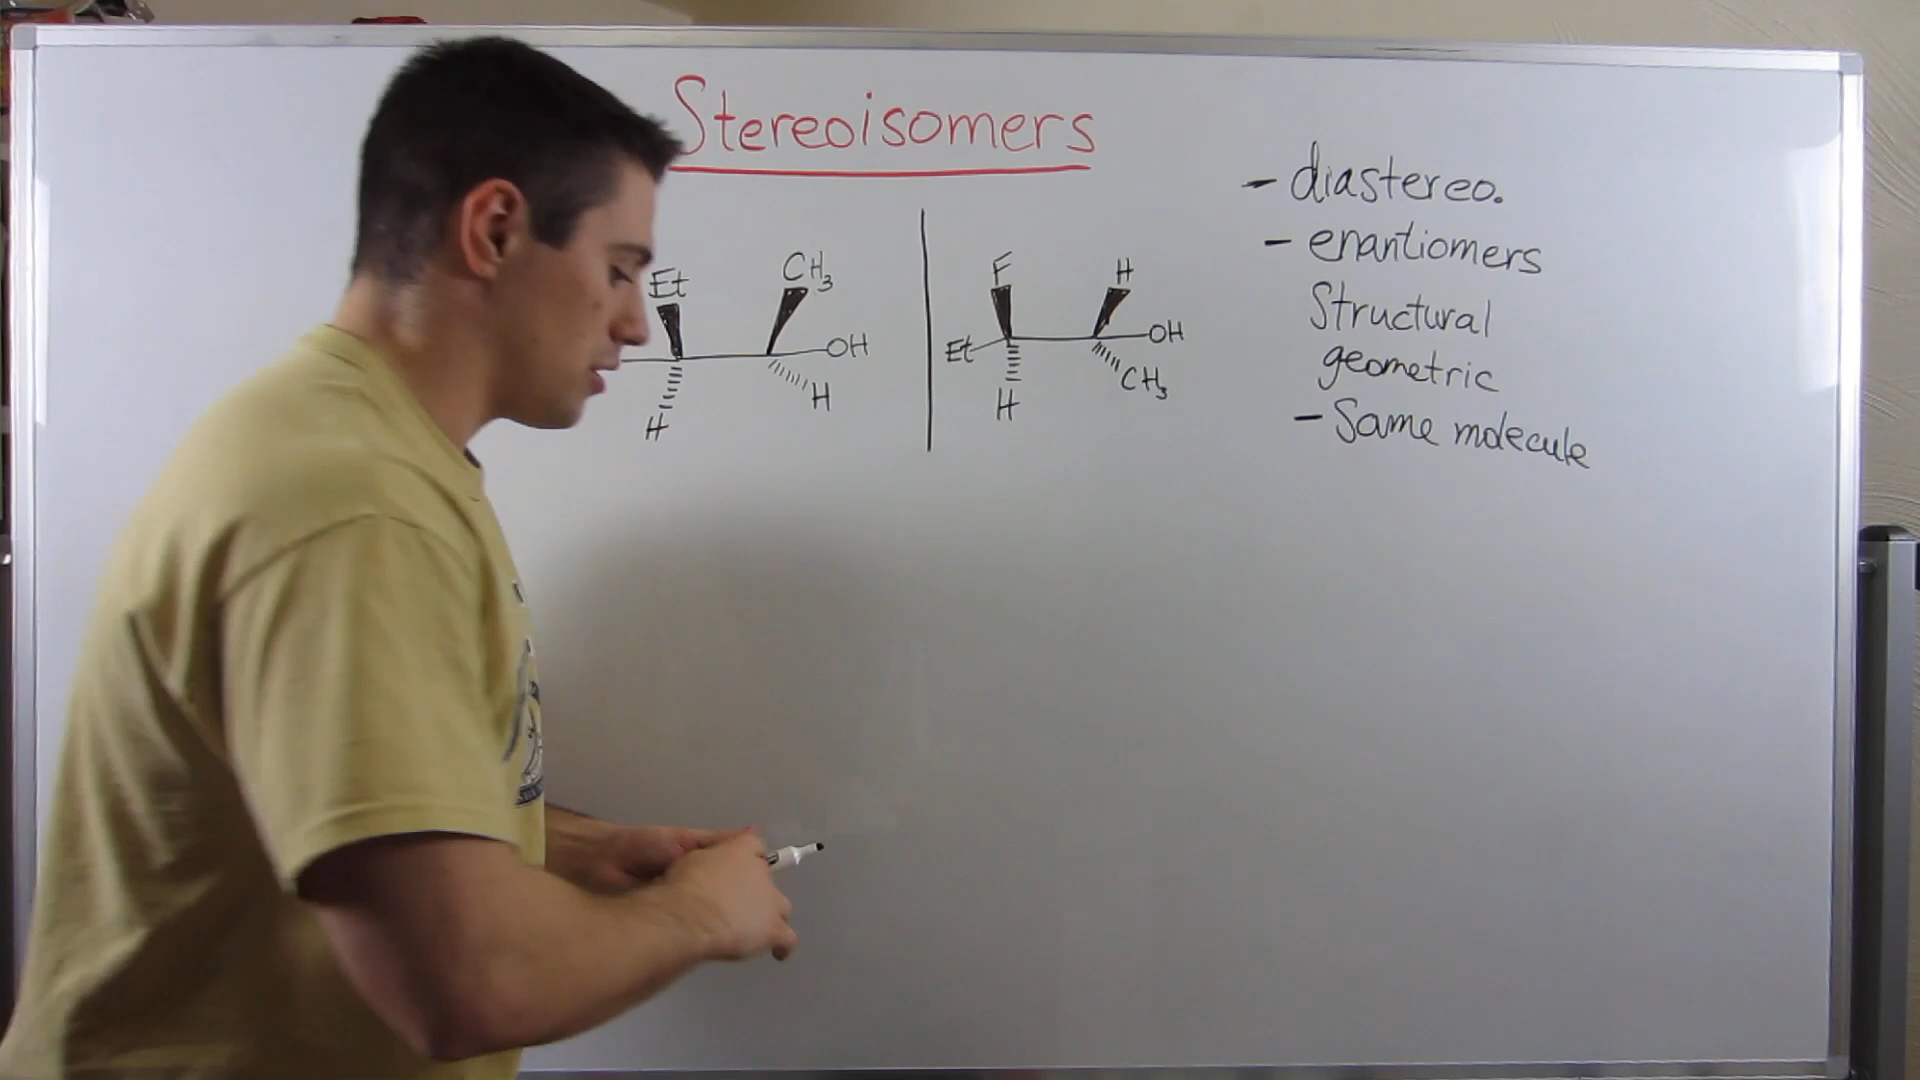 Stereoisomers
Et
CH3
OH
H
H
F
H
Et
OH
H
CH3
- diastereo.
- enantiomers
Structural
geometric
- Same molecule